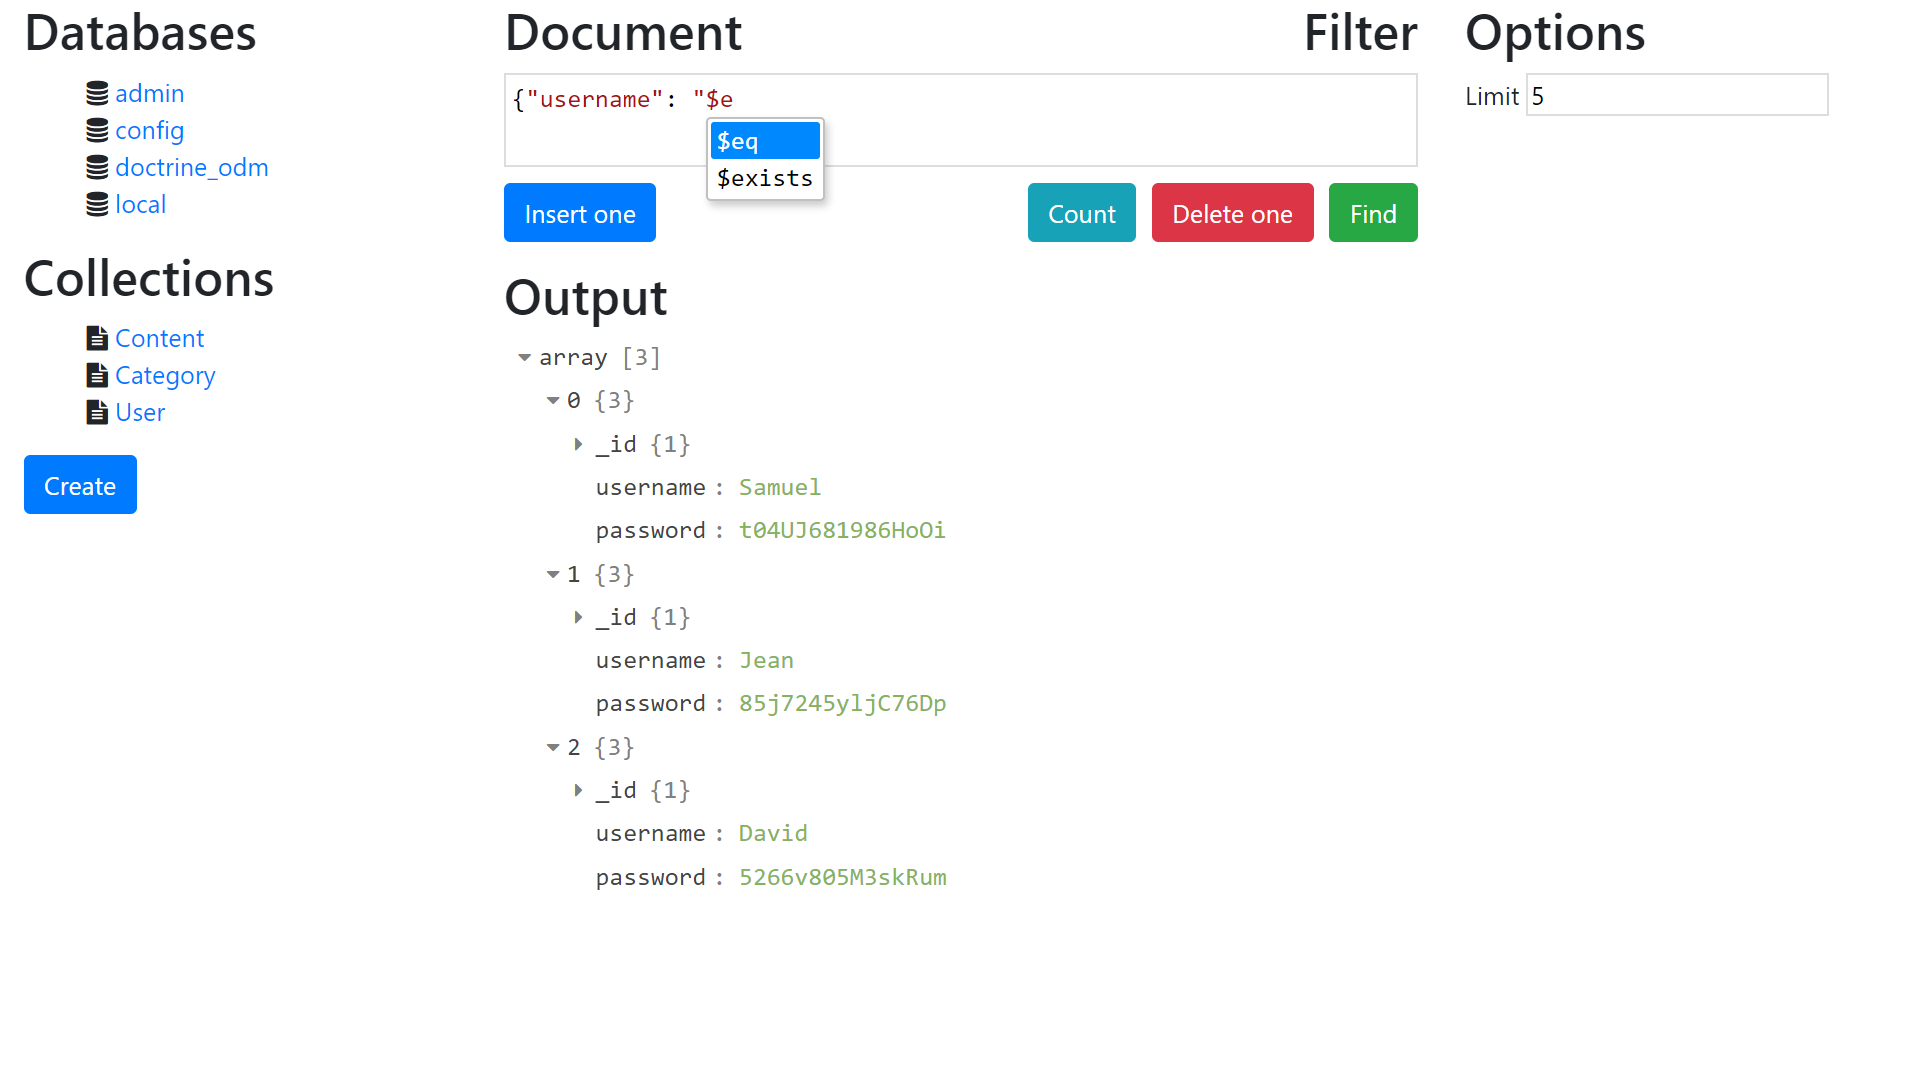 Databases
admin
config
doctrine_odm
local
Collections
Content
Category
User
Create
Document Filter
{"username": "$e
$eq
$exists
Insert one Count Delete one Find
Output
array [3]
0 {3}
_id {1}
username : Samuel
password : t04UJ681986HoOi
1 {3}
_id {1}
username : Jean
password : 85j7245yljC76Dp
2 {3}
_id {1}
username : David
password : 5266v805M3skRum
Options
Limit 5